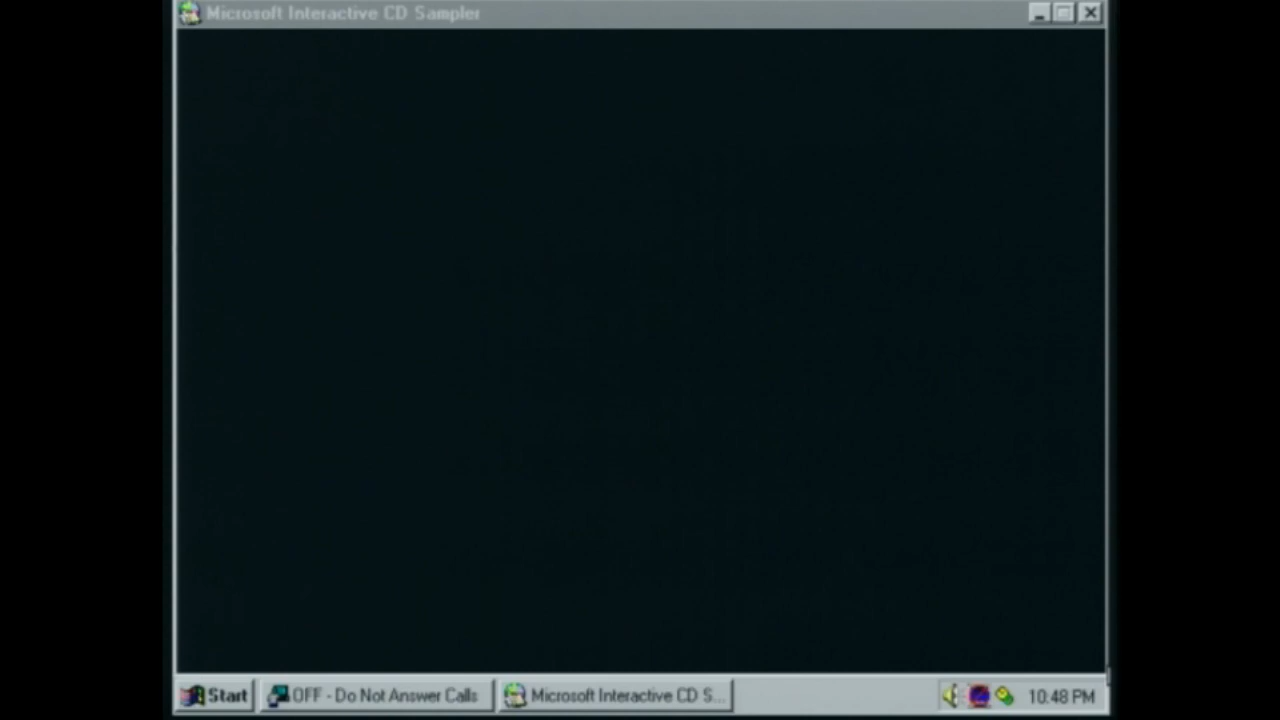 Microsoft Interactive CD Sampler
Start OFF - Do Not Answer Calls Microsoft Interactive CD S... 10:48 PM